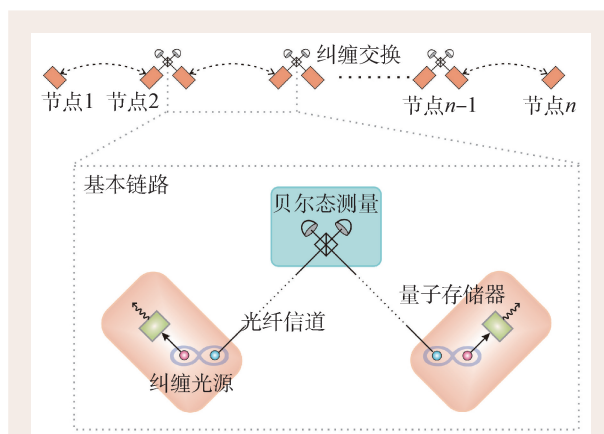 纠缠交换
节点1
节点2
节点n-1
节点n
基本链路
贝尔态测量
量子存储器
光纤信道
纠缠光源